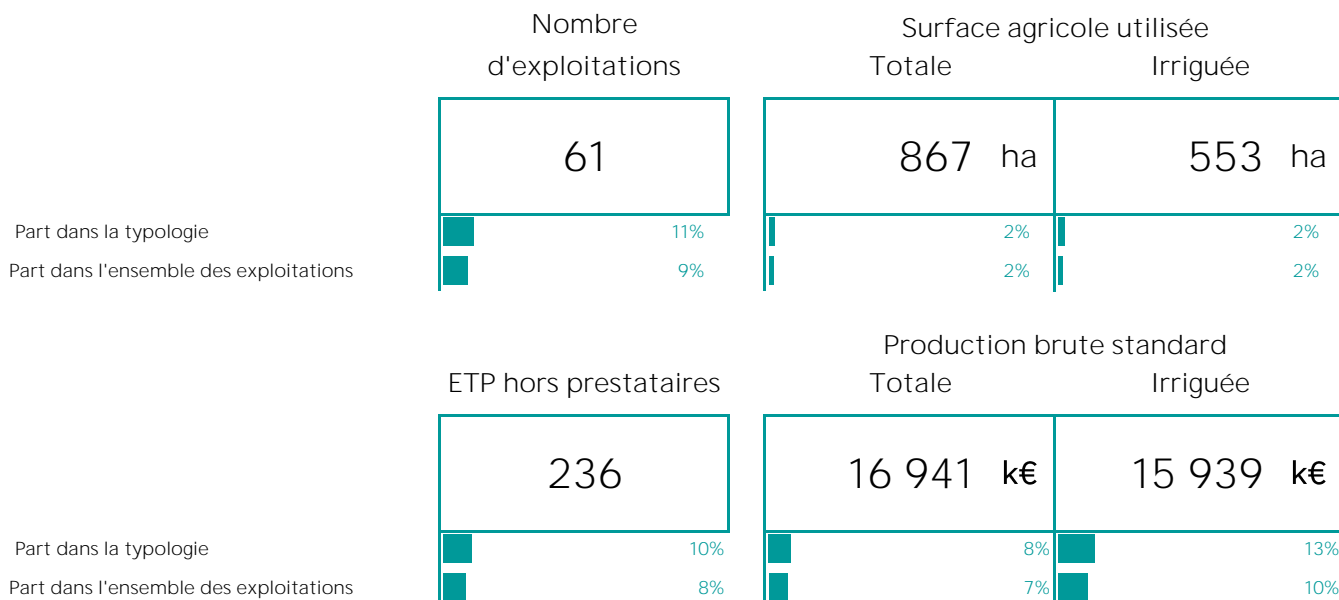 Nombre
d'exploitations
Surface agricole utilisée
Totale Irriguée
61 867 ha 553 ha
Part dans la typologie 11% 2% 2%
Part dans l'ensemble des exploitations 9% 2% 2%
Production brute standard
ETP hors prestataires Totale Irriguée
236 16 941 k€ 15 939 k€
Part dans la typologie 10% 8% 13%
Part dans l'ensemble des exploitations 8% 7% 10%